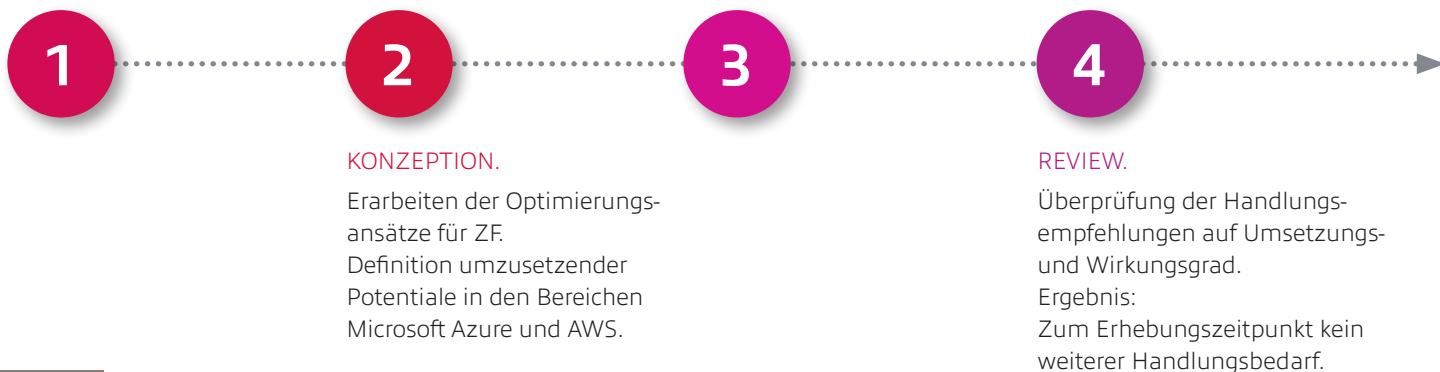 1 2 3 4
KONZEPTION.
Erarbeiten der Optimierungs-
ansätze für ZF.
Definition umzusetzender
Potentiale in den Bereichen
Microsoft Azure und AWS.
REVIEW.
Überprüfung der Handlungs-
empfehlungen auf Umsetzungs-
und Wirkungsgrad.
Ergebnis:
Zum Erhebungszeitpunkt kein
weiterer Handlungsbedarf.